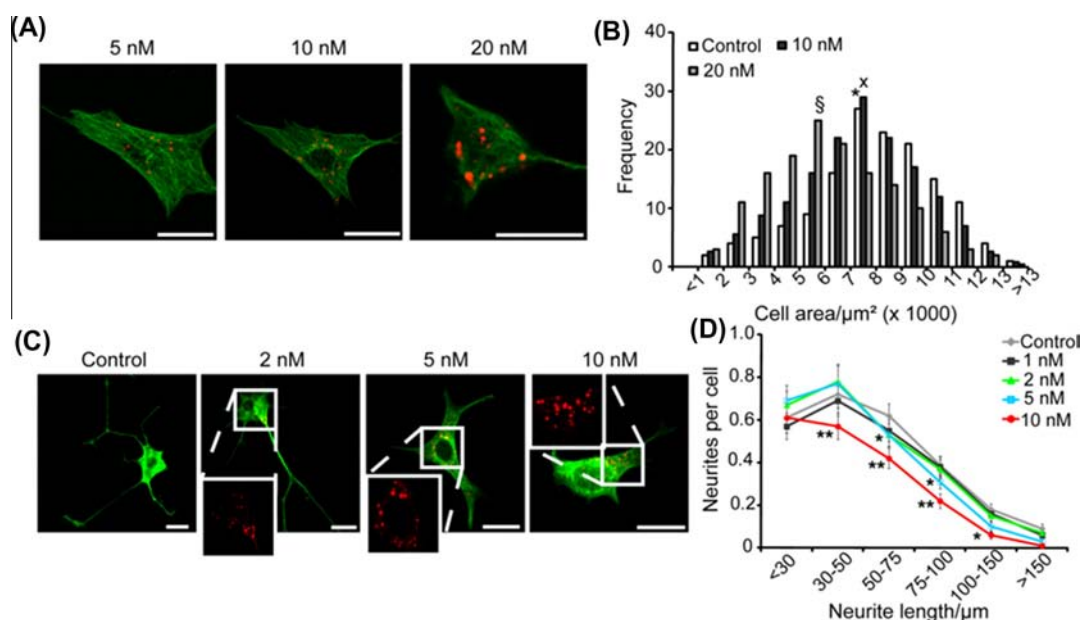 (A)
5 nM 10 nM 20 nM
(B)
Control 10 nM
20 nM
Frequency
40
30
20
10
0
§ * x
<1 2 3 4 5 6 7 8 9 10 11 12 13 >13
Cell area/µm² (x 1000)
(C)
Control 2 nM 5 nM 10 nM
(D)
Control
1 nM
2 nM
5 nM
10 nM
Neurites per cell
1.0
0.8
0.6
0.4
0.2
0
** * ** * ** *
<30 30-50 50-75 75-100 100-150 >150
Neurite length/µm